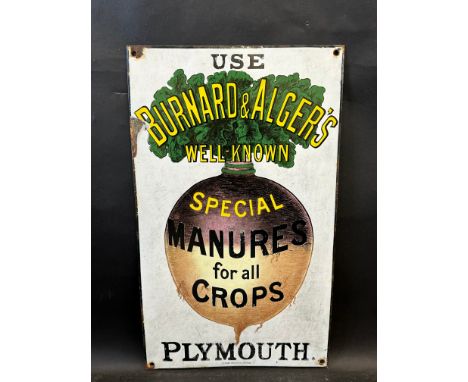 USE
BURNARD & ALGER'S
WELL-KNOWN
SPECIAL
MANURES
for all
CROPS
PLYMOUTH.